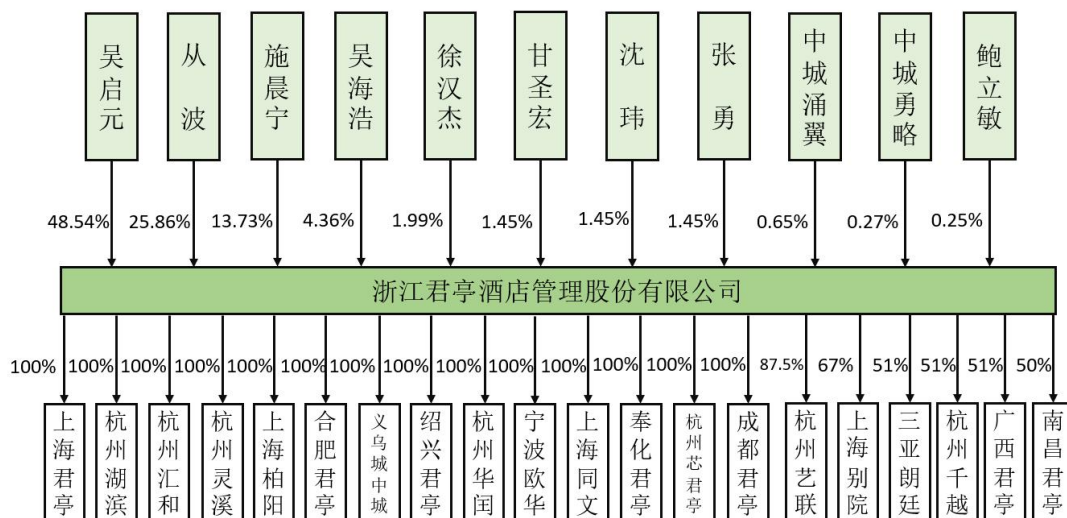 吴启元
从波
施晨宁
吴海浩
徐汉杰
甘圣宏
沈玮
张勇
中城涌翼
中城勇略
鲍立敏
48.54%
25.86%
13.73%
4.36%
1.99%
1.45%
1.45%
1.45%
0.65%
0.27%
0.25%
浙江君亭酒店管理股份有限公司
100%
100%
100%
100%
100%
100%
100%
100%
100%
100%
100%
100%
100%
100%
87.5%
67%
51%
51%
51%
50%
上海君亭
杭州湖滨
杭州汇和
杭州灵溪
上海柏阳
合肥君亭
义乌城中城
绍兴君亭
杭州华闰
宁波欧华
上海同文
奉化君亭
杭州芯君亭
成都君亭
杭州艺联
上海别院
三亚朗廷
杭州千越
广西君亭
南昌君亭